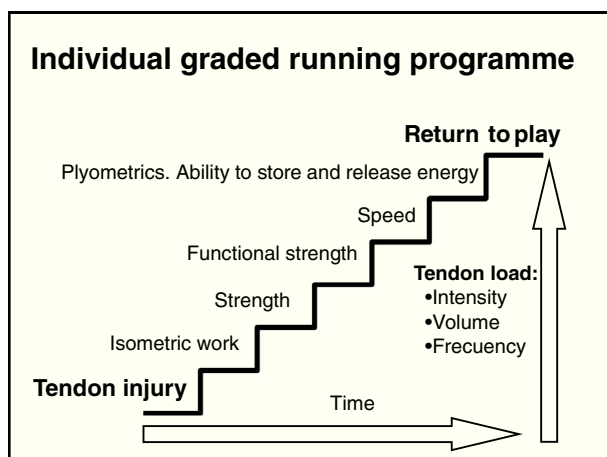 Individual graded running programme
Return to play
Plyometrics. Ability to store and release energy
Speed
Functional strength
Tendon load:
•Intensity
Strength
•Volume
Isometric work
•Frecuency
Tendon injury
Time